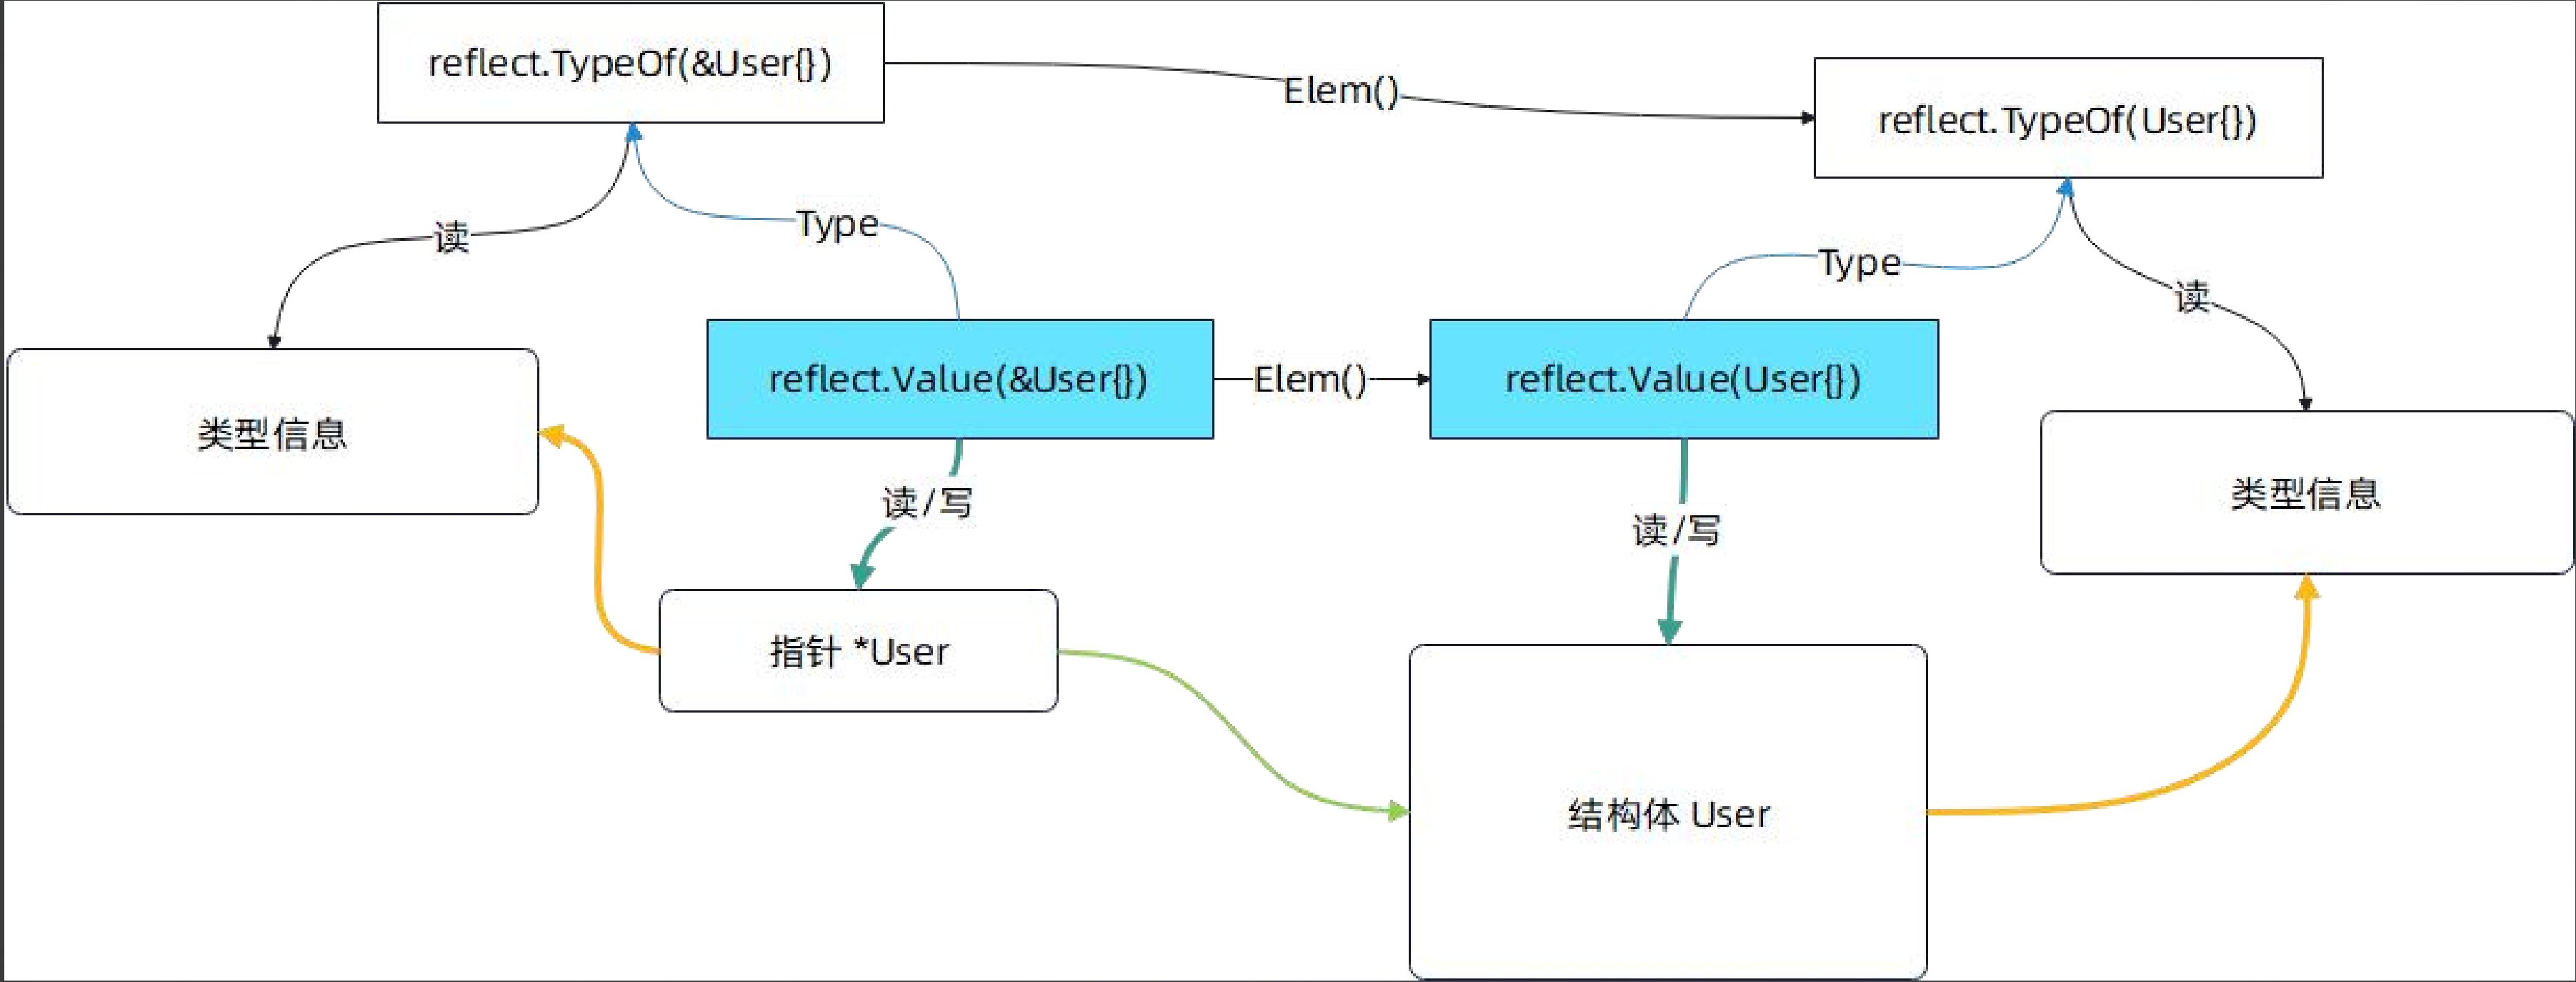 reflect.TypeOf(&User{})
Elem()
reflect.TypeOf(User{})
读
Type
Type
读
reflect.Value(&User{})
Elem()
reflect.Value(User{})
类型信息
读/写
读/写
类型信息
指针 *User
结构体 User